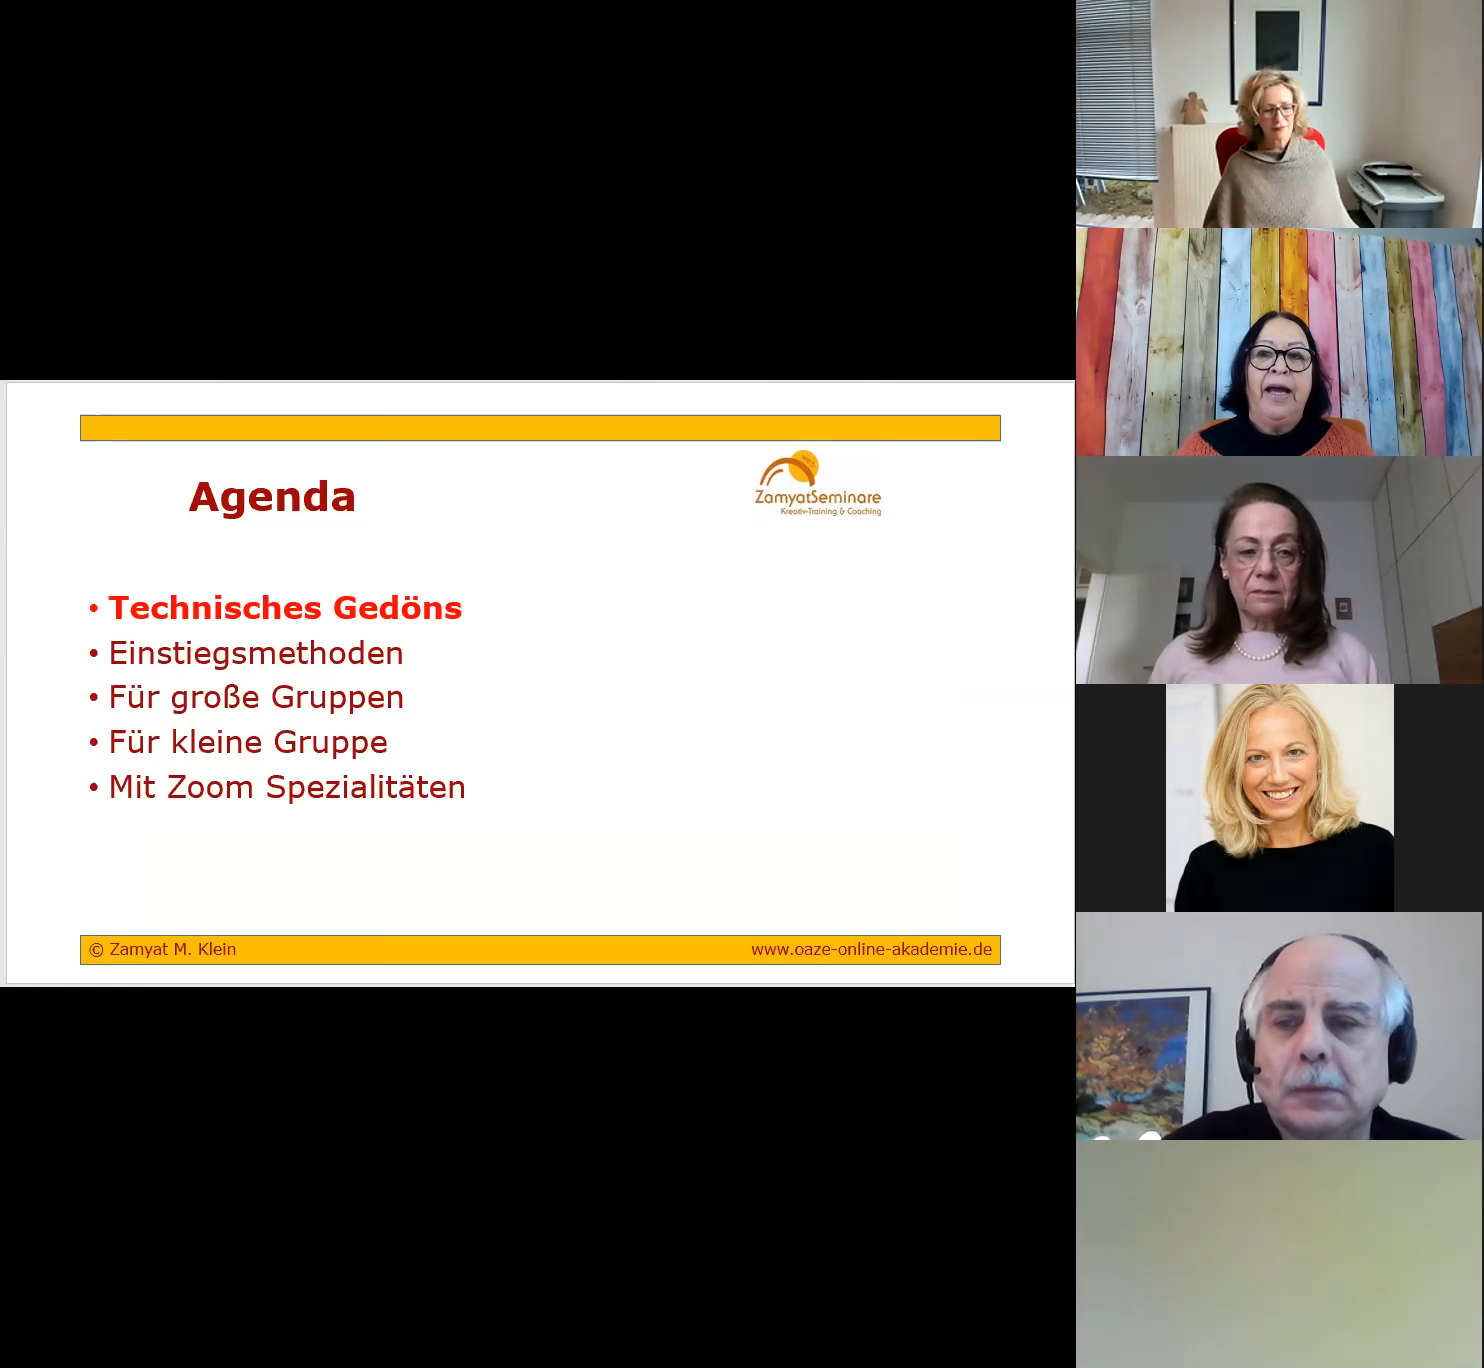 Agenda
web
ZamyatSeminare
Kreativ-Training & Coaching
• Technisches Gedöns
• Einstiegsmethoden
• Für große Gruppen
• Für kleine Gruppe
• Mit Zoom Spezialitäten
© Zamyat M. Klein
www.oaze-online-akademie.de